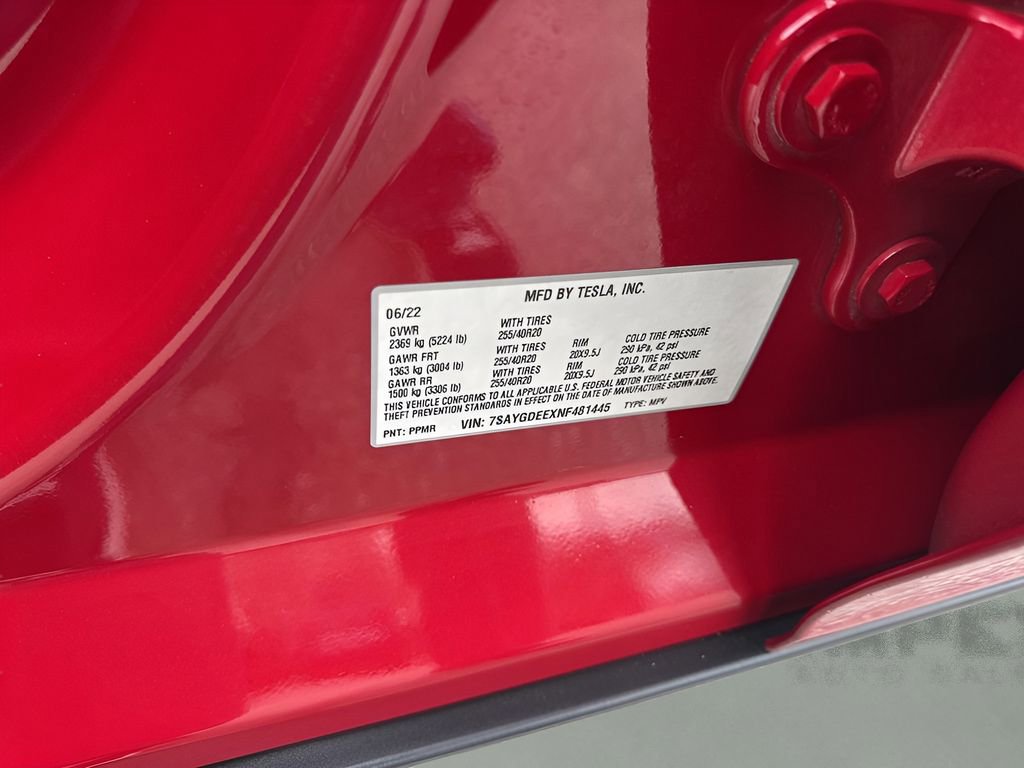 MFD BY TESLA, INC.
06/22
GVWR
2369 kg (5224 lb)
WITH TIRES
255/40R20
GAWR FRT
1363 kg (3004 lb)
WITH TIRES
255/40R20
RIM
20X9.5J
COLD TIRE PRESSURE
290 kPa, 42 psi
GAWR RR
1500 kg (3306 lb)
WITH TIRES
255/40R20
RIM
20X9.5J
COLD TIRE PRESSURE
290 kPa, 42 psi
THIS VEHICLE CONFORMS TO ALL APPLICABLE U.S. FEDERAL MOTOR VEHICLE SAFETY AND
THEFT PREVENTION STANDARDS IN EFFECT ON THE DATE OF MANUFACTURE SHOWN ABOVE.
PNT: PPMR VIN: 7SAYGDEEXNF481445 TYPE: MPV